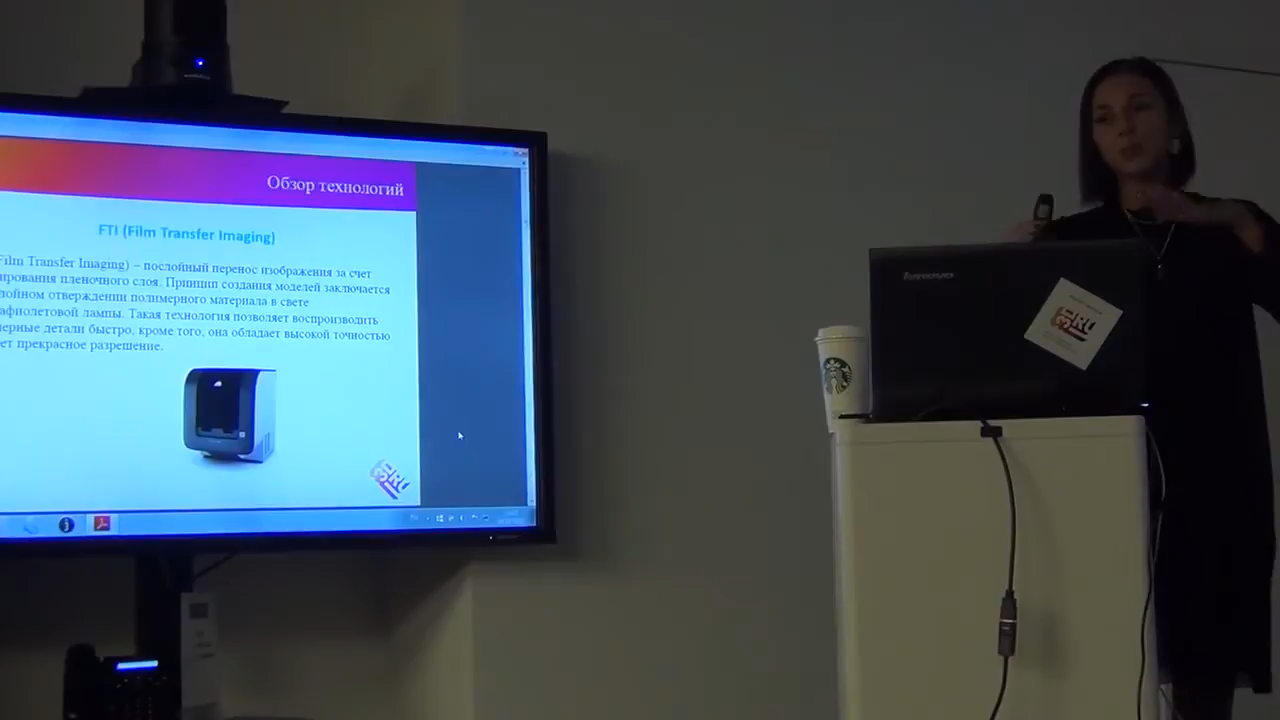 Обзор технологий
FTI (Film Transfer Imaging)
Film Transfer Imaging) – послойный перенос изображения за счет
ирования пленочного слоя. Принцип создания моделей заключается
лойном отверждении полимерного материала в свете
афиолетовой лампы. Такая технология позволяет воспроизводить
ерные детали быстро, кроме того, она обладает высокой точностью
ет прекрасное разрешение.
lenovo